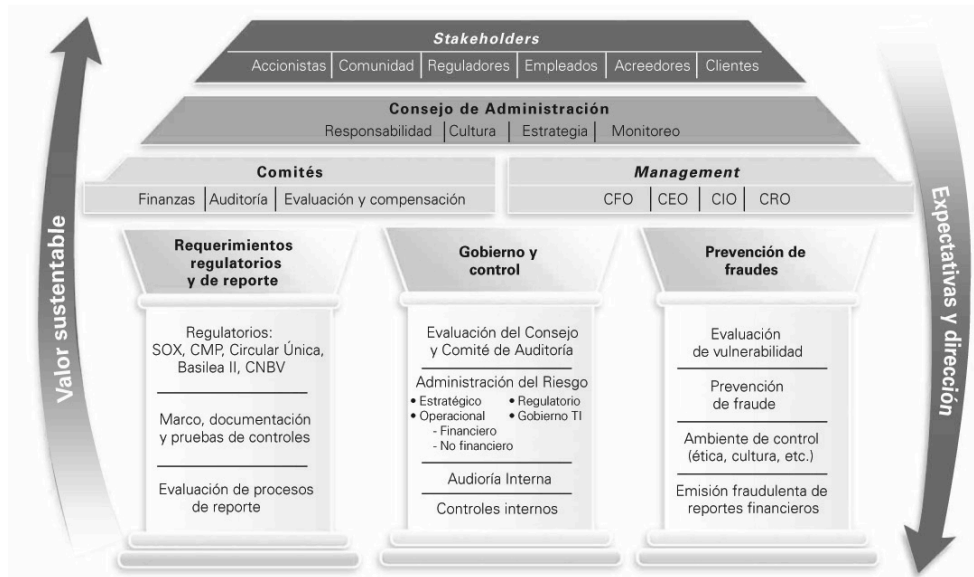 Stakeholders
Accionistas | Comunidad | Reguladores | Empleados | Acreedores | Clientes
Consejo de Administración
Responsabilidad | Cultura | Estrategia | Monitoreo
Comités
Finanzas | Auditoría | Evaluación y compensación
Management
CFO | CEO | CIO | CRO
Valor sustentable
Expectativas y dirección
Requerimientos
regulatorios
y de reporte
Regulatorios:
SOX, CMP, Circular Única,
Basilea II, CNBV
Marco, documentación
y pruebas de controles
Evaluación de procesos
de reporte
Gobierno y
control
Evaluación del Consejo
y Comité de Auditoría
Administración del Riesgo
• Estratégico • Regulatorio
• Operacional • Gobierno TI
- Financiero
- No financiero
Audioría Interna
Controles internos
Prevención de
fraudes
Evaluación
de vulnerabilidad
Prevención
de fraude
Ambiente de control
(ética, cultura, etc.)
Emisión fraudulenta de
reportes financieros